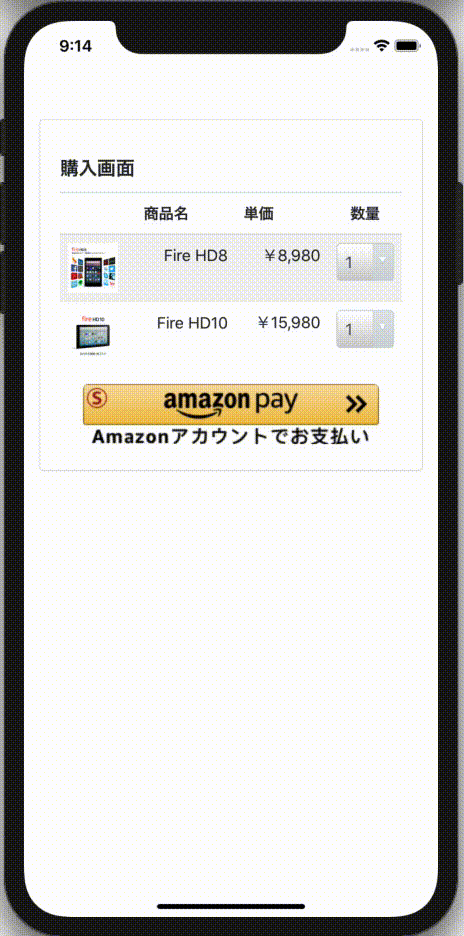 9:14
購入画面
商品名 単価 数量
Fire HD8 ￥8,980 1
Fire HD10 ￥15,980 1
S amazon pay
Amazonアカウントでお支払い